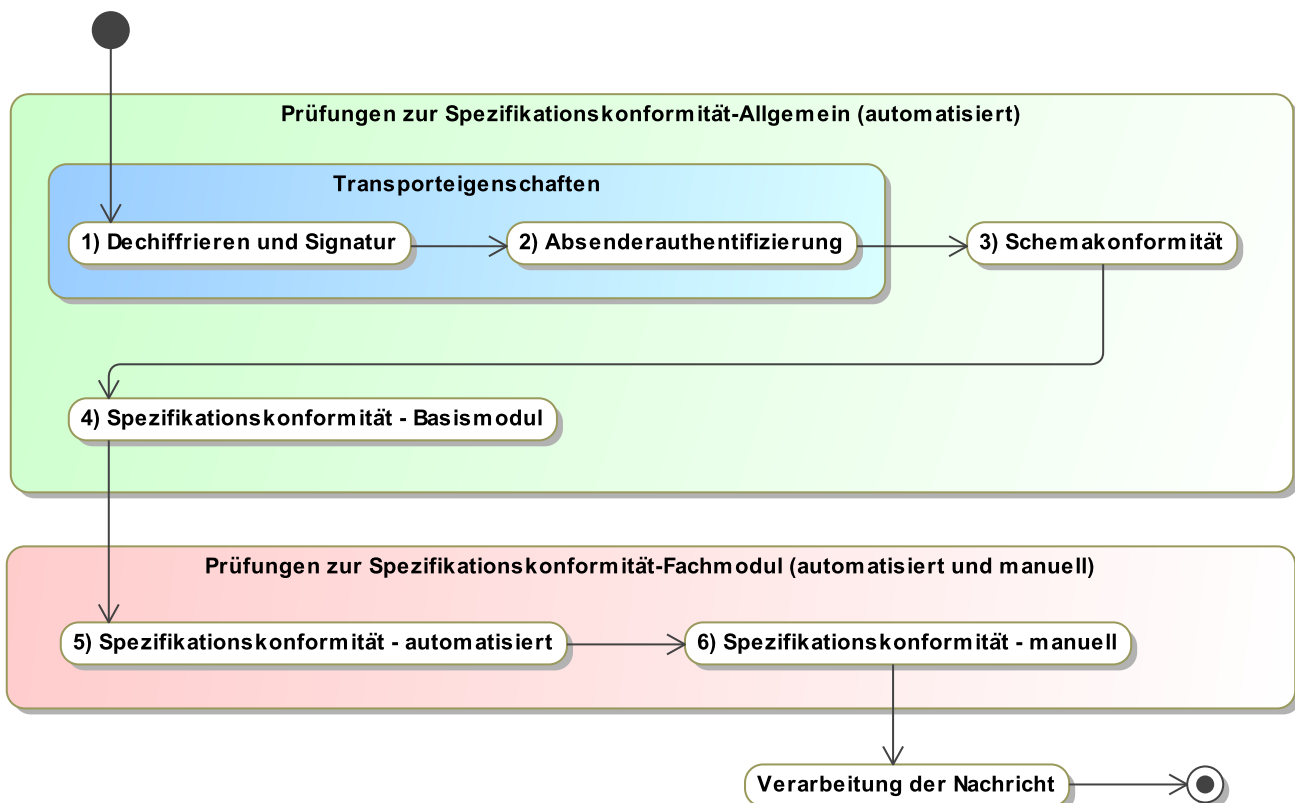 Prüfungen zur Spezifikationskonformität-Allgemein (automatisiert)
Transporteigenschaften
1) Dechiffrieren und Signatur
2) Absenderauthentifizierung
3) Schemakonformität
4) Spezifikationskonformität - Basismodul
Prüfungen zur Spezifikationskonformität-Fachmodul (automatisiert und manuell)
5) Spezifikationskonformität - automatisiert
6) Spezifikationskonformität - manuell
Verarbeitung der Nachricht